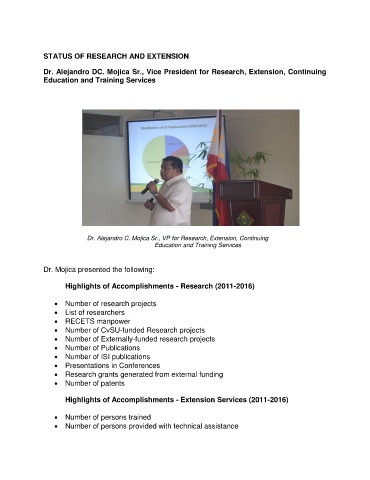 STATUS OF RESEARCH AND EXTENSION
Dr. Alejandro DC. Mojica Sr., Vice President for Research, Extension, Continuing
Education and Training Services
Dr. Alejandro C. Mojica Sr., VP for Research, Extension, Continuing
Education and Training Services
Dr. Mojica presented the following:
Highlights of Accomplishments - Research (2011-2016)
• Number of research projects
• List of researchers
• RECETS manpower
• Number of CvSU-funded Research projects
• Number of Externally-funded research projects
• Number of Publications
• Number of ISI publications
• Presentations in Conferences
• Research grants generated from external funding
• Number of patents
Highlights of Accomplishments - Extension Services (2011-2016)
• Number of persons trained
• Number of persons provided with technical assistance